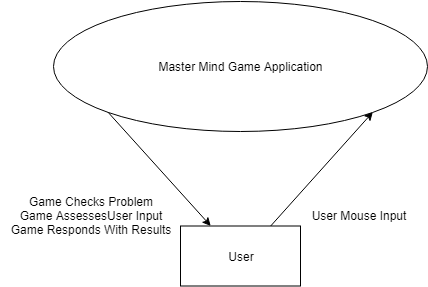 Master Mind Game Application
Game Checks Problem
Game AssessesUser Input
Game Responds With Results
User Mouse Input
User